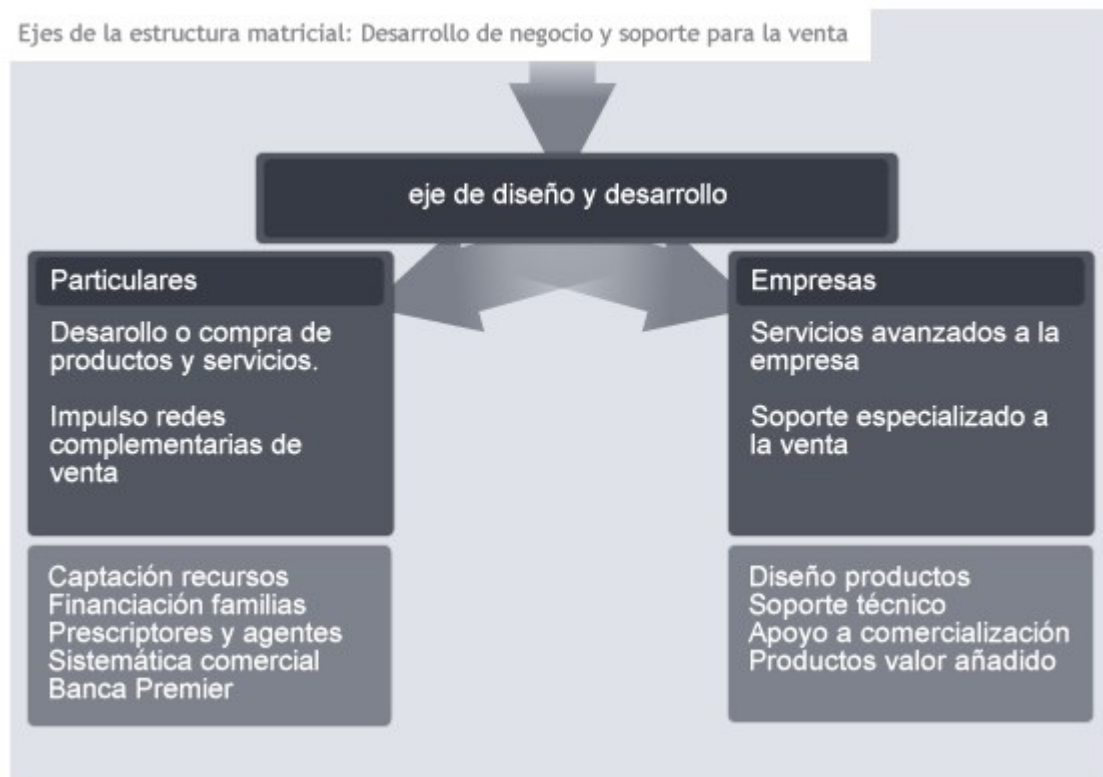 Ejes de la estructura matricial: Desarrollo de negocio y soporte para la venta
eje de diseño y desarrollo
Particulares
Desarollo o compra de
productos y servicios.
Impulso redes
complementarias de
venta
Captación recursos
Financiación familias
Prescriptores y agentes
Sistemática comercial
Banca Premier
Empresas
Servicios avanzados a la
empresa
Soporte especializado a
la venta
Diseño productos
Soporte técnico
Apoyo a comercialización
Productos valor añadido